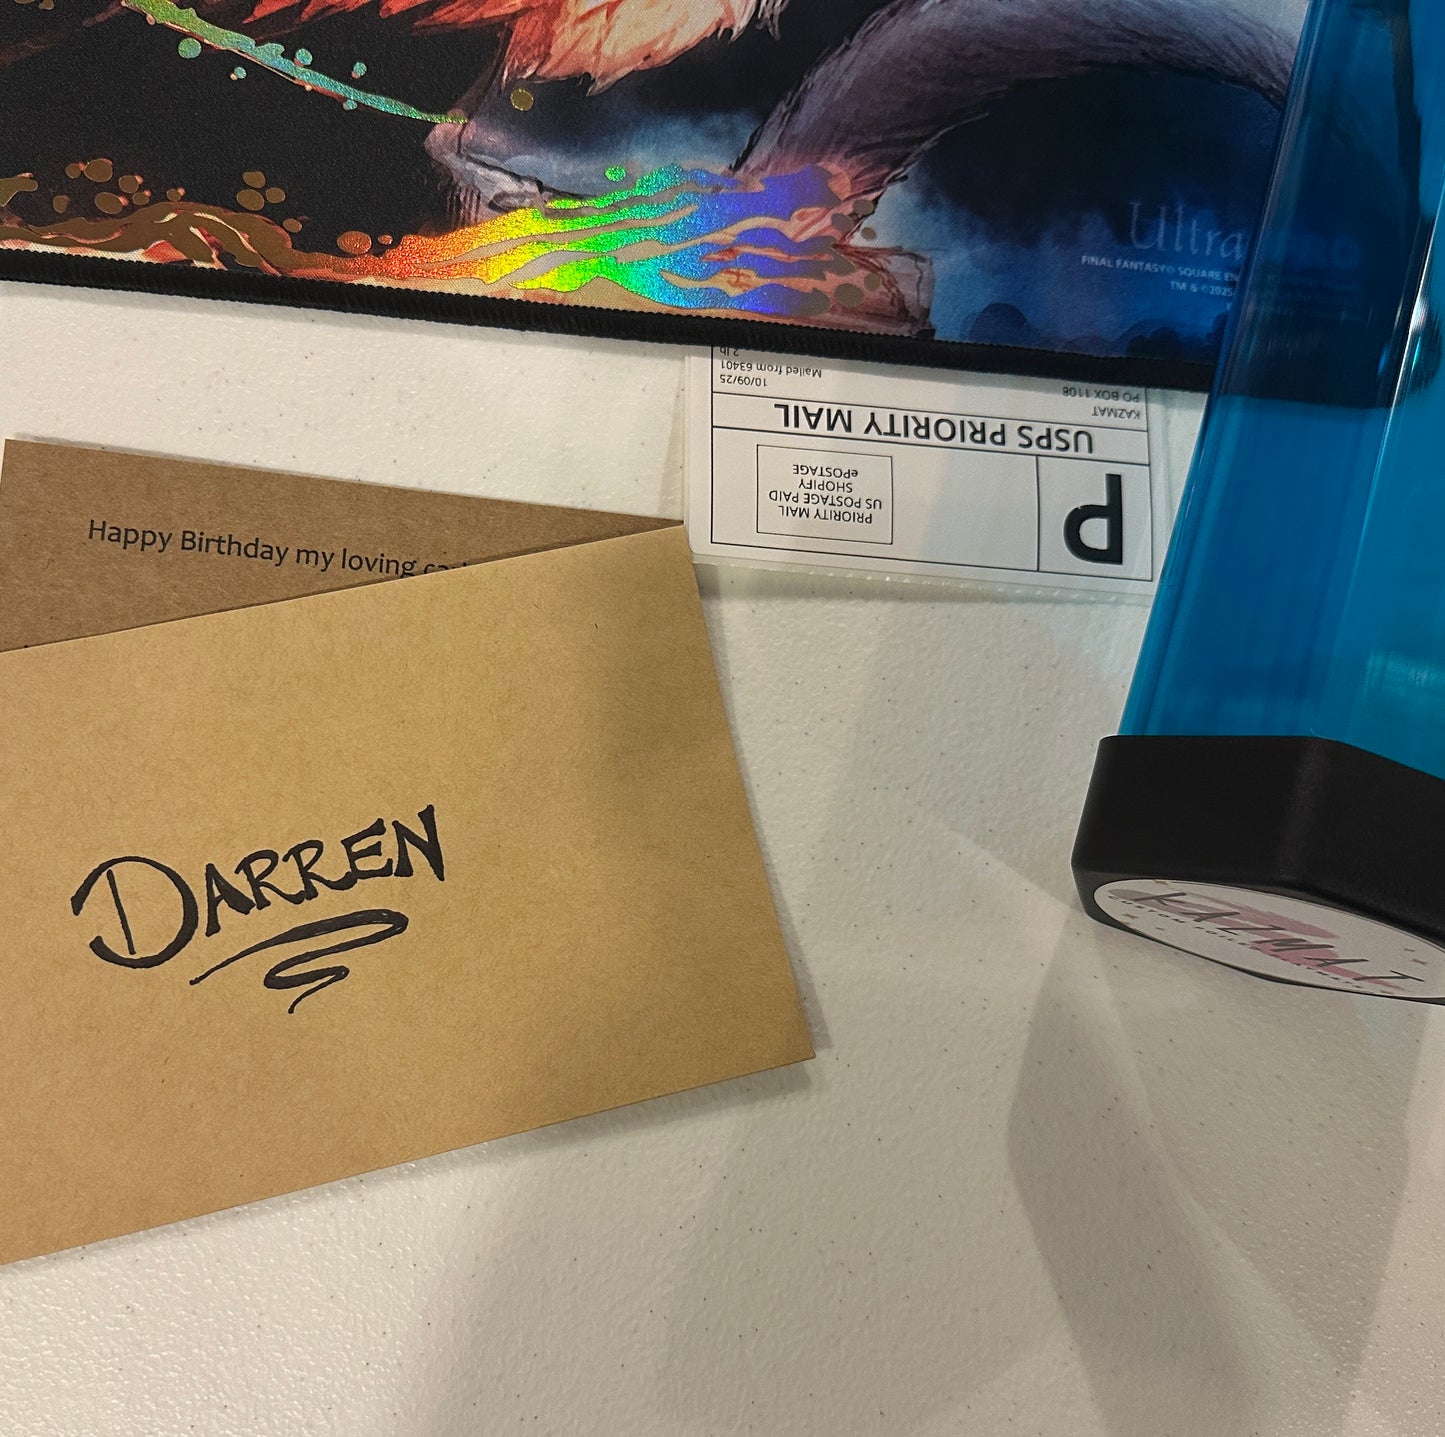 Ultra
FINAL FANTASY © SQUARE EN
TM & © 2025
2 lb
Mailed from 63401
10/09/25
PO BOX 1108
KAZMAT
USPS PRIORITY MAIL
P
PRIORITY MAIL
US POSTAGE PAID
SHOPIFY
ePOSTAGE
Happy Birthday my loving
DARREN
KAZMAT